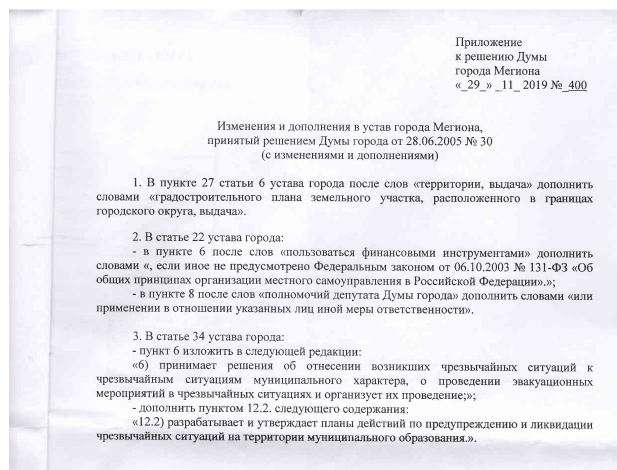 Приложение
к решению Думы
города Мегиона
«_29_» _11_ 2019 №_400
Изменения и дополнения в устав города Мегиона,
принятый решением Думы города от 28.06.2005 № 30
(с изменениями и дополнениями)
1. В пункте 27 статьи 6 устава города после слов «территории, выдача» дополнить
словами «градостроительного плана земельного участка, расположенного в границах
городского округа, выдача».
2. В статье 22 устава города:
- в пункте 6 после слов «пользоваться финансовыми инструментами» дополнить
словами «, если иное не предусмотрено Федеральным законом от 06.10.2003 № 131-ФЗ «Об
общих принципах организации местного самоуправления в Российской Федерации».»;
- в пункте 8 после слов «полномочий депутата Думы города» дополнить словами «или
применении в отношении указанных лиц иной меры ответственности».
3. В статье 34 устава города:
- пункт 6 изложить в следующей редакции:
«6) принимает решения об отнесении возникших чрезвычайных ситуаций к
чрезвычайным ситуациям муниципального характера, о проведении эвакуационных
мероприятий в чрезвычайных ситуациях и организует их проведение;»;
- дополнить пунктом 12.2. следующего содержания:
«12.2) разрабатывает и утверждает планы действий по предупреждению и ликвидации
чрезвычайных ситуаций на территории муниципального образования.».